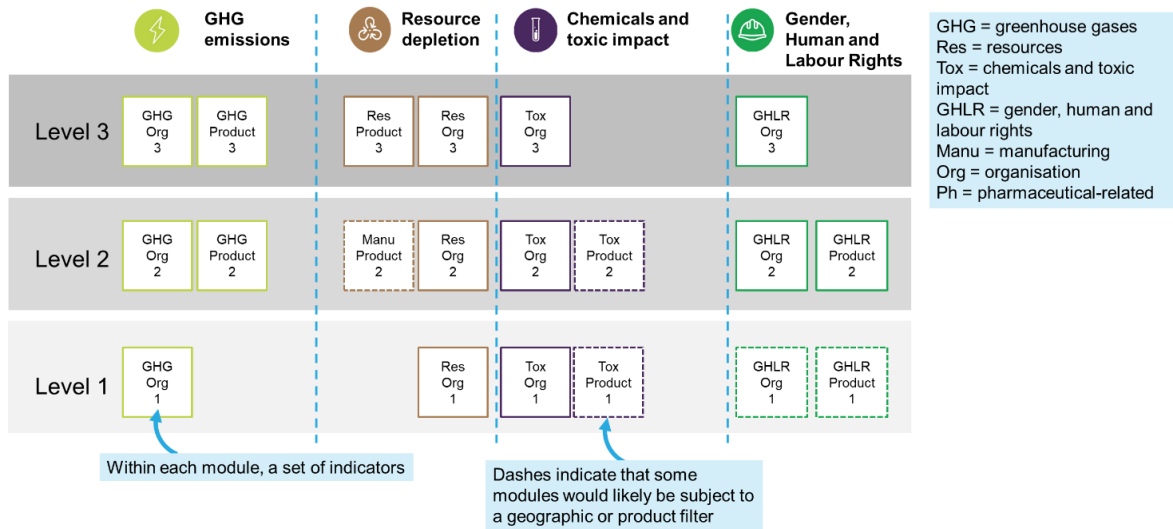 GHG
emissions
Resource
depletion
Chemicals and
toxic impact
Gender,
Human and
Labour Rights
GHG = greenhouse gases
Res = resources
Tox = chemicals and toxic
impact
GHLR = gender, human and
labour rights
Manu = manufacturing
Org = organisation
Ph = pharmaceutical-related
Level 3
GHG
Org
3
GHG
Product
3
Res
Product
3
Res
Org
3
Tox
Org
3
GHLR
Org
3
Level 2
GHG
Org
2
GHG
Product
2
Manu
Product
2
Res
Org
2
Tox
Org
2
Tox
Product
2
GHLR
Org
2
GHLR
Product
2
Level 1
GHG
Org
1
Res
Org
1
Tox
Org
1
Tox
Product
1
GHLR
Org
1
GHLR
Product
1
Within each module, a set of indicators
Dashes indicate that some
modules would likely be subject to
a geographic or product filter